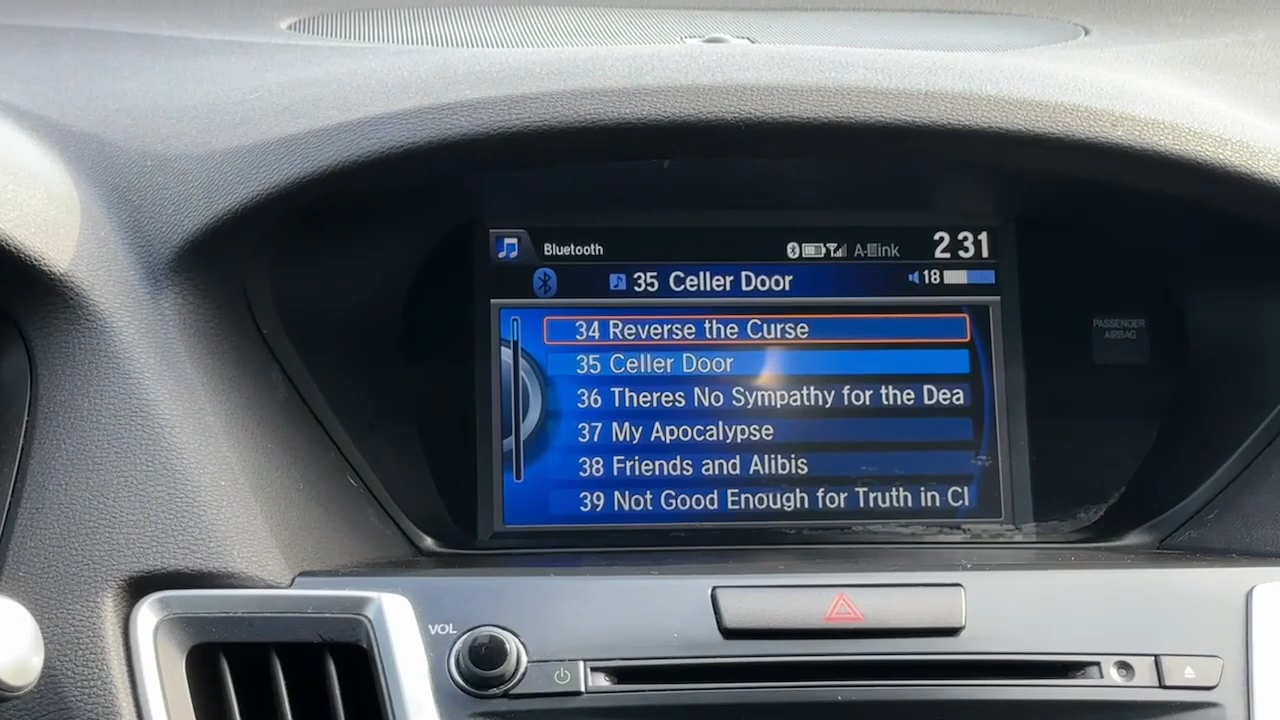 Bluetooth A-Link 2 31
35 Celler Door 18
34 Reverse the Curse
35 Celler Door
36 Theres No Sympathy for the Dea
37 My Apocalypse
38 Friends and Alibis
39 Not Good Enough for Truth in Cl
PASSENGER
AIRBAG
VOL